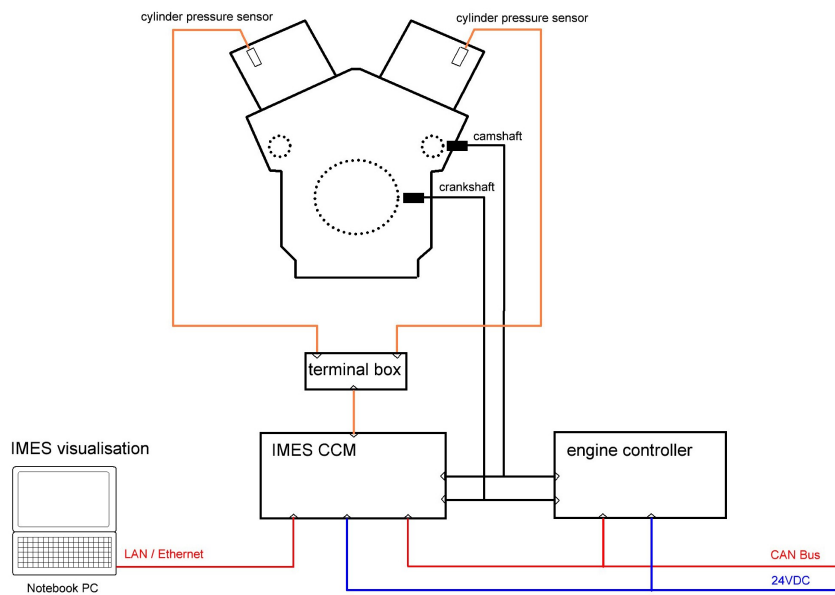 cylinder pressure sensor
cylinder pressure sensor
camshaft
crankshaft
terminal box
IMES visualisation
IMES CCM
engine controller
LAN / Ethernet
CAN Bus
24VDC
Notebook PC